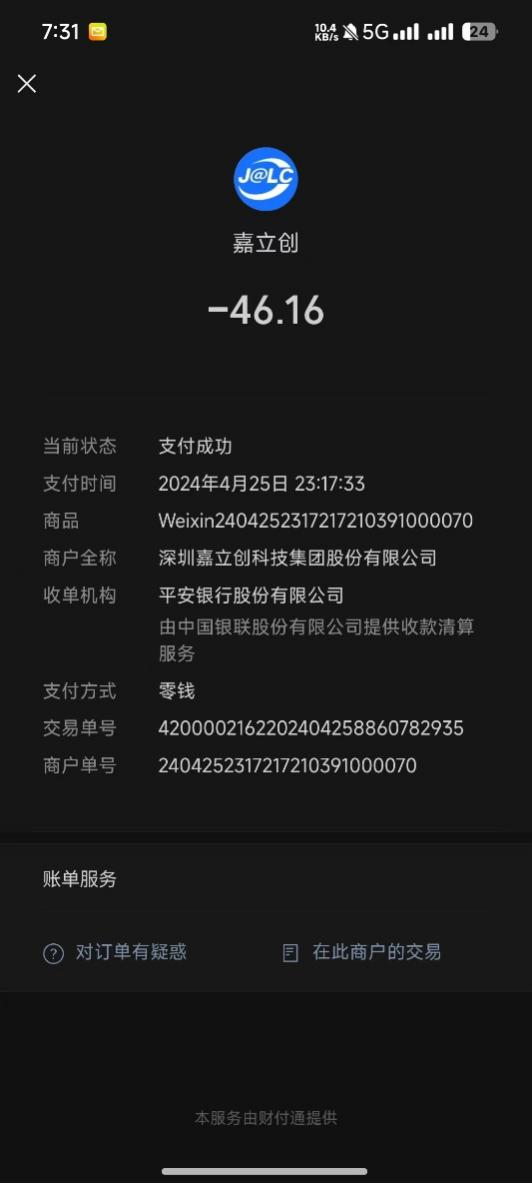 7:31
10.4 KB/s 5G 24
J@LC
嘉立创
-46.16
当前状态 支付成功
支付时间 2024年4月25日 23:17:33
商品 Weixin2404252317217210391000070
商户全称 深圳嘉立创科技集团股份有限公司
收单机构 平安银行股份有限公司
由中国银联股份有限公司提供收款清算
服务
支付方式 零钱
交易单号 4200002162202404258860782935
商户单号 2404252317217210391000070
账单服务
对订单有疑惑 在此商户的交易
本服务由财付通提供